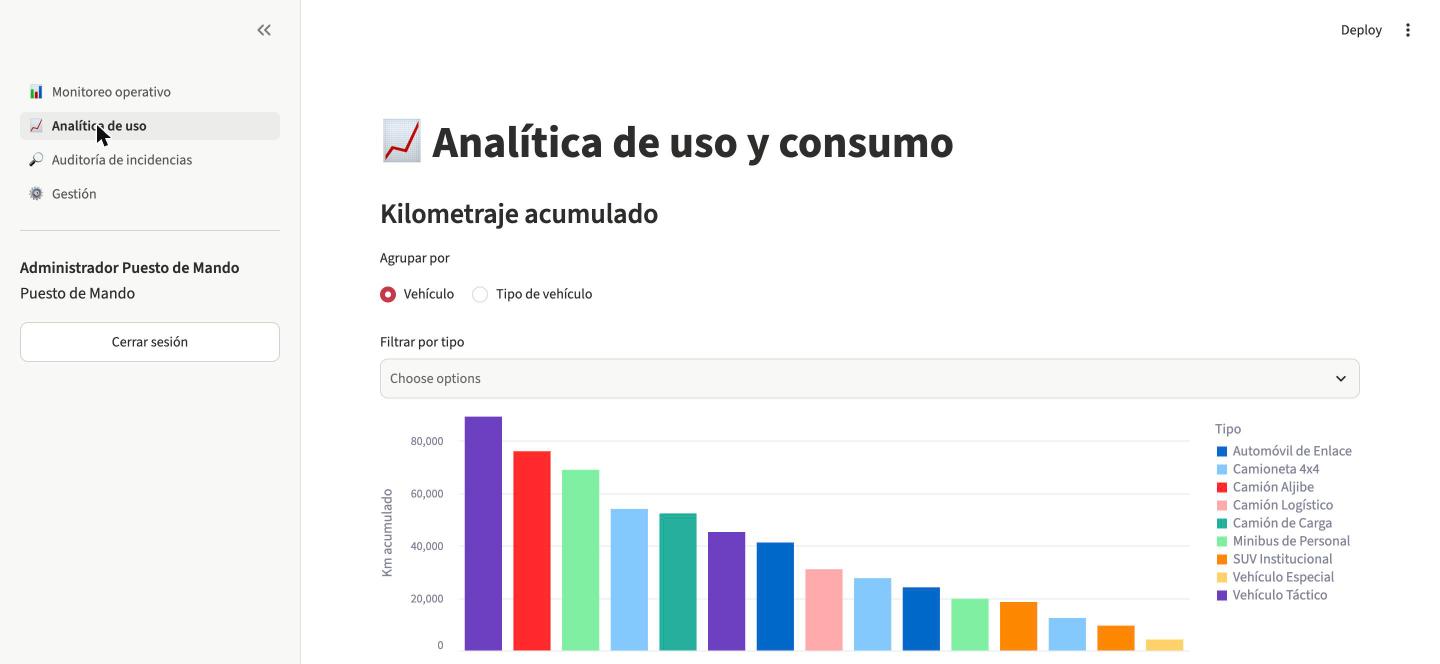 Deploy
Monitoreo operativo
Analítica de uso
Auditoría de incidencias
Gestión
Administrador Puesto de Mando
Puesto de Mando
Cerrar sesión
Analítica de uso y consumo
Kilometraje acumulado
Agrupar por
Vehículo Tipo de vehículo
Filtrar por tipo
Choose options
Km acumulado
80,000
60,000
40,000
20,000
0
Tipo
Automóvil de Enlace
Camioneta 4x4
Camión Aljibe
Camión Logístico
Camión de Carga
Minibus de Personal
SUV Institucional
Vehículo Especial
Vehículo Táctico